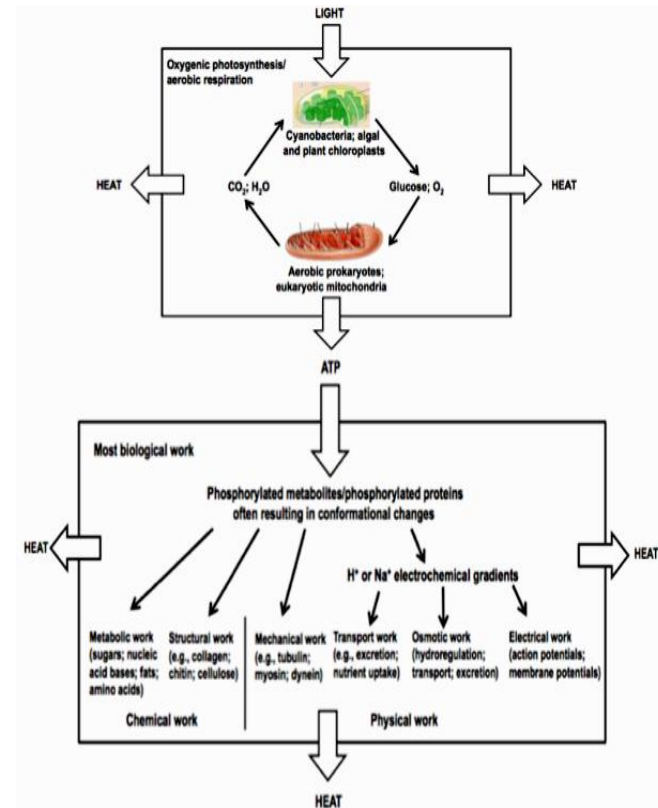 LIGHT
Oxygenic photosynthesis/
aerobic respiration
Cyanobacteria; algal
and plant chloroplasts
HEAT
CO₂; H₂O
Glucose; O₂
HEAT
Aerobic prokaryotes;
eukaryotic mitochondria
ATP
Most biological work
Phosphorylated metabolites/phosphorylated proteins
often resulting in conformational changes
HEAT
HEAT
H⁺ or Na⁺ electrochemical gradients
Metabolic work
(sugars; nucleic
acid bases; fats;
amino acids)
Structural work
(e.g., collagen;
chitin; cellulose)
Mechanical work
(e.g., tubulin;
myosin; dynein)
Transport work
(e.g., excretion;
nutrient uptake)
Osmotic work
(hydroregulation;
transport; excretion)
Electrical work
(action potentials;
membrane potentials)
Chemical work
Physical work
HEAT